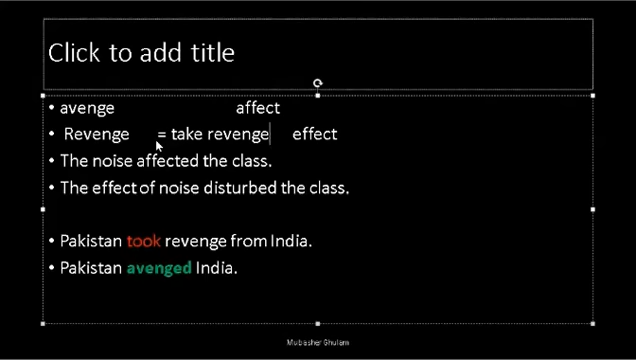 Click to add title
• avenge affect
• Revenge = take revenge effect
• The noise affected the class.
• The effect of noise disturbed the class.
• Pakistan took revenge from India.
• Pakistan avenged India.
Mubasher Ghulam